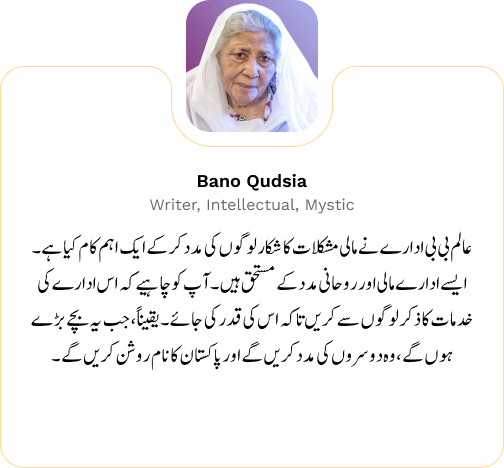 Bano Qudsia
Writer, Intellectual, Mystic
عالم بی بی ادارے نے مالی مشکلات کا شکار لوگوں کی مدد کر کے ایک اہم کام کیا ہے۔
ایسے ادارے مالی اور روحانی مدد کے مستحق ہیں۔ آپ کو چاہیے کہ اس ادارے کی
خدمات کا ذکر لوگوں سے کریں تاکہ اس کی قدر کی جائے۔ یقیناً، جب یہ بچے بڑے
ہوں گے، وہ دوسروں کی مدد کریں گے اور پاکستان کا نام روشن کریں گے۔